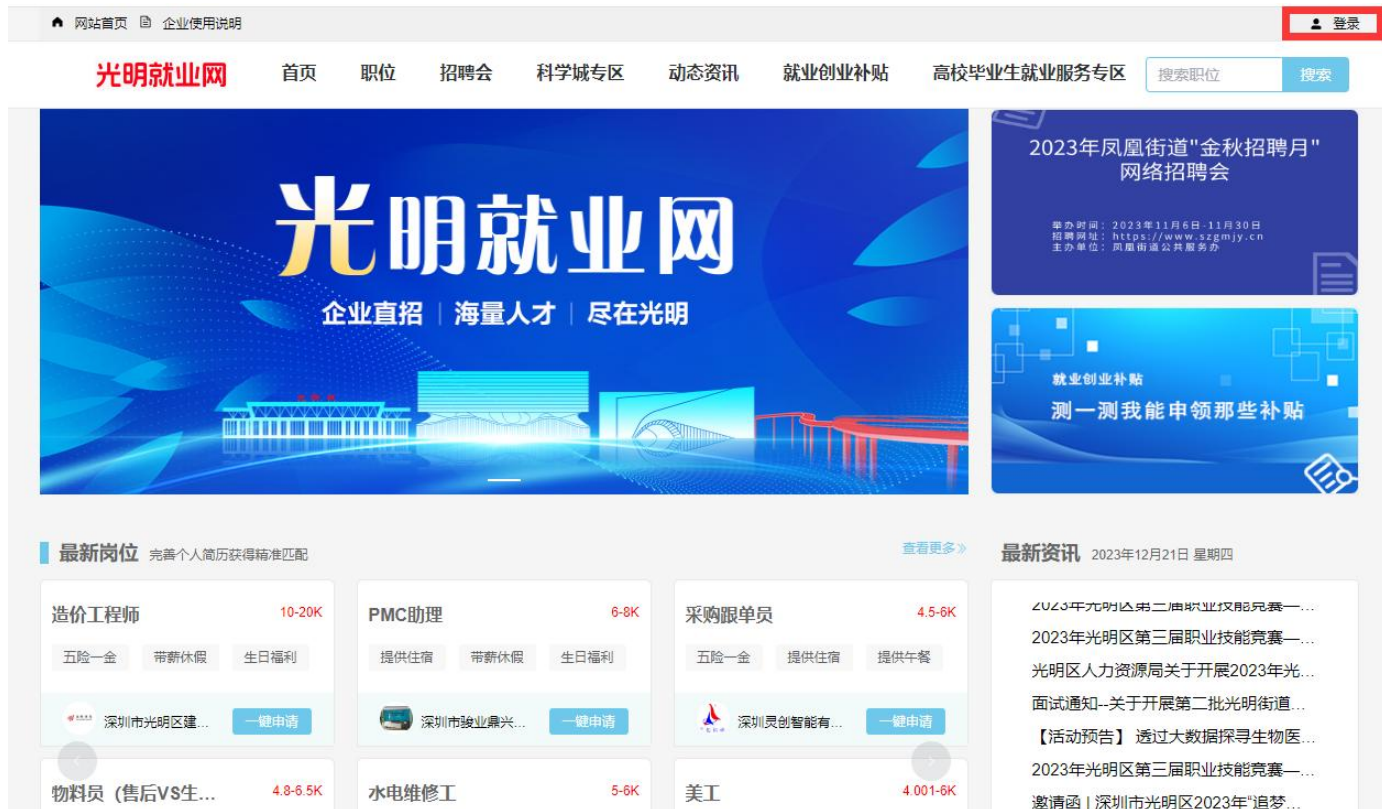 网站首页 企业使用说明 登录
光明就业网 首页 职位 招聘会 科学城专区 动态资讯 就业创业补贴 高校毕业生就业服务专区 搜索职位 搜索
光明就业网
企业直招 | 海量人才 | 尽在光明
2023年凤凰街道"金秋招聘月"
网络招聘会
举办时间：2023年11月6日-11月30日
招聘网址：https://www.szgmjy.cn
主办单位：凤凰街道公共服务办
就业创业补贴
测一测我能申领那些补贴
最新岗位 完善个人简历获得精准匹配 查看更多》
造价工程师 10-20K
五险一金 带薪休假 生日福利
深圳市光明区建... 一键申请
PMC助理 6-8K
提供住宿 带薪休假 生日福利
深圳市骏业鼎兴... 一键申请
采购跟单员 4.5-6K
五险一金 提供住宿 提供午餐
深圳灵创智能有... 一键申请
物料员（售后VS生... 4.8-6.5K
水电维修工 5-6K
美工 4.001-6K
最新资讯 2023年12月21日 星期四
2023年光明区第三届职业技能竞赛—...
2023年光明区第三届职业技能竞赛—...
光明区人力资源局关于开展2023年光...
面试通知--关于开展第二批光明街道...
【活动预告】 透过大数据探寻生物医...
2023年光明区第三届职业技能竞赛—...
邀请函 | 深圳市光明区2023年“追梦...